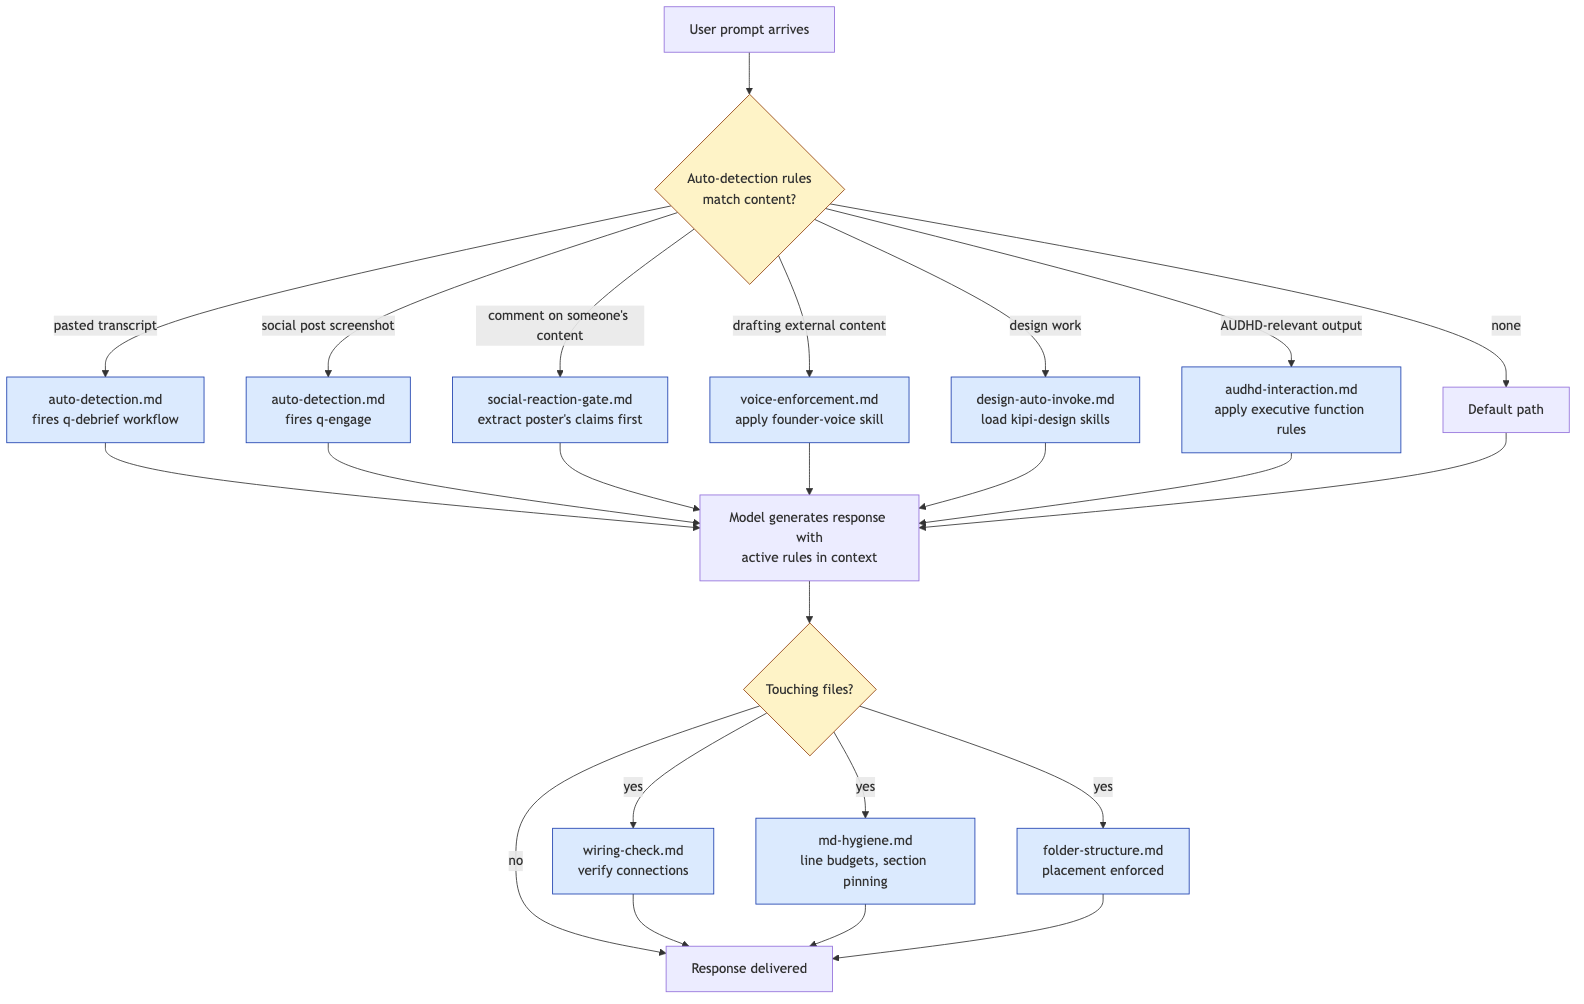 User prompt arrives
Auto-detection rules
match content?
pasted transcript
social post screenshot
comment on someone's
content
drafting external content
design work
AUDHD-relevant output
none
auto-detection.md
fires q-debrief workflow
auto-detection.md
fires q-engage
social-reaction-gate.md
extract poster's claims first
voice-enforcement.md
apply founder-voice skill
design-auto-invoke.md
load kipi-design skills
audhd-interaction.md
apply executive function
rules
Default path
Model generates response
with
active rules in context
Touching files?
no
yes
yes
yes
wiring-check.md
verify connections
md-hygiene.md
line budgets, section
pinning
folder-structure.md
placement enforced
Response delivered